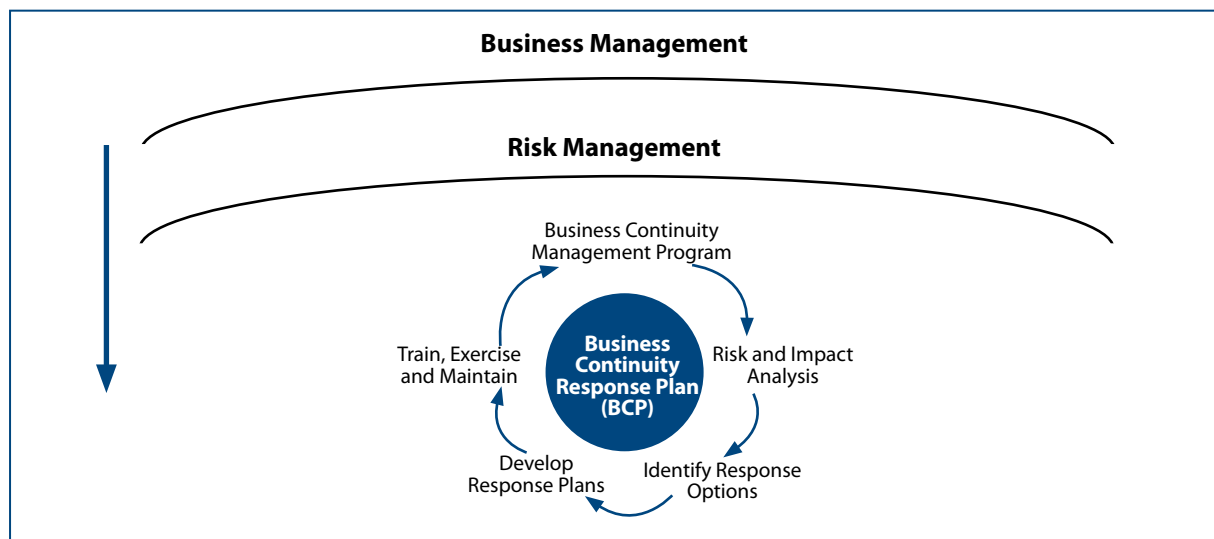 Business Management
Risk Management
Business Continuity
Management Program
Risk and Impact
Analysis
Identify Response
Options
Develop
Response Plans
Train, Exercise
and Maintain
Business
Continuity
Response Plan
(BCP)